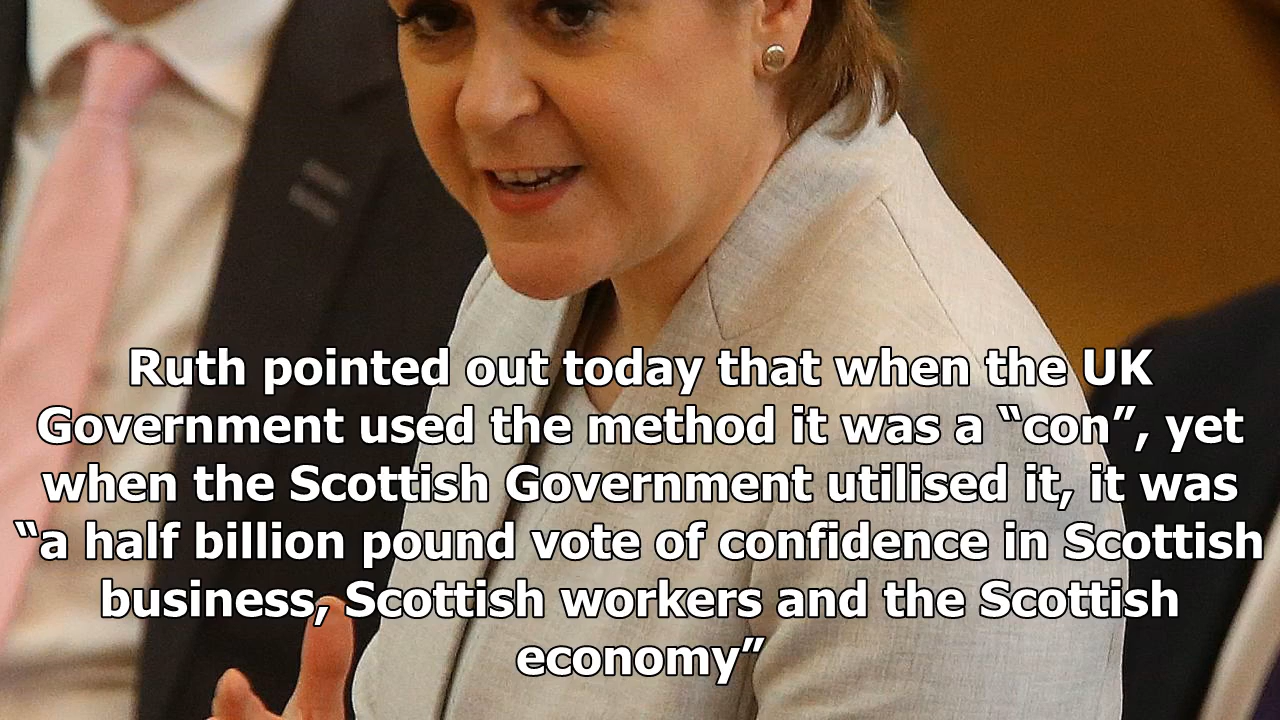 Ruth pointed out today that when the UK
Government used the method it was a “con”, yet
when the Scottish Government utilised it, it was
“a half billion pound vote of confidence in Scottish
business, Scottish workers and the Scottish
economy”